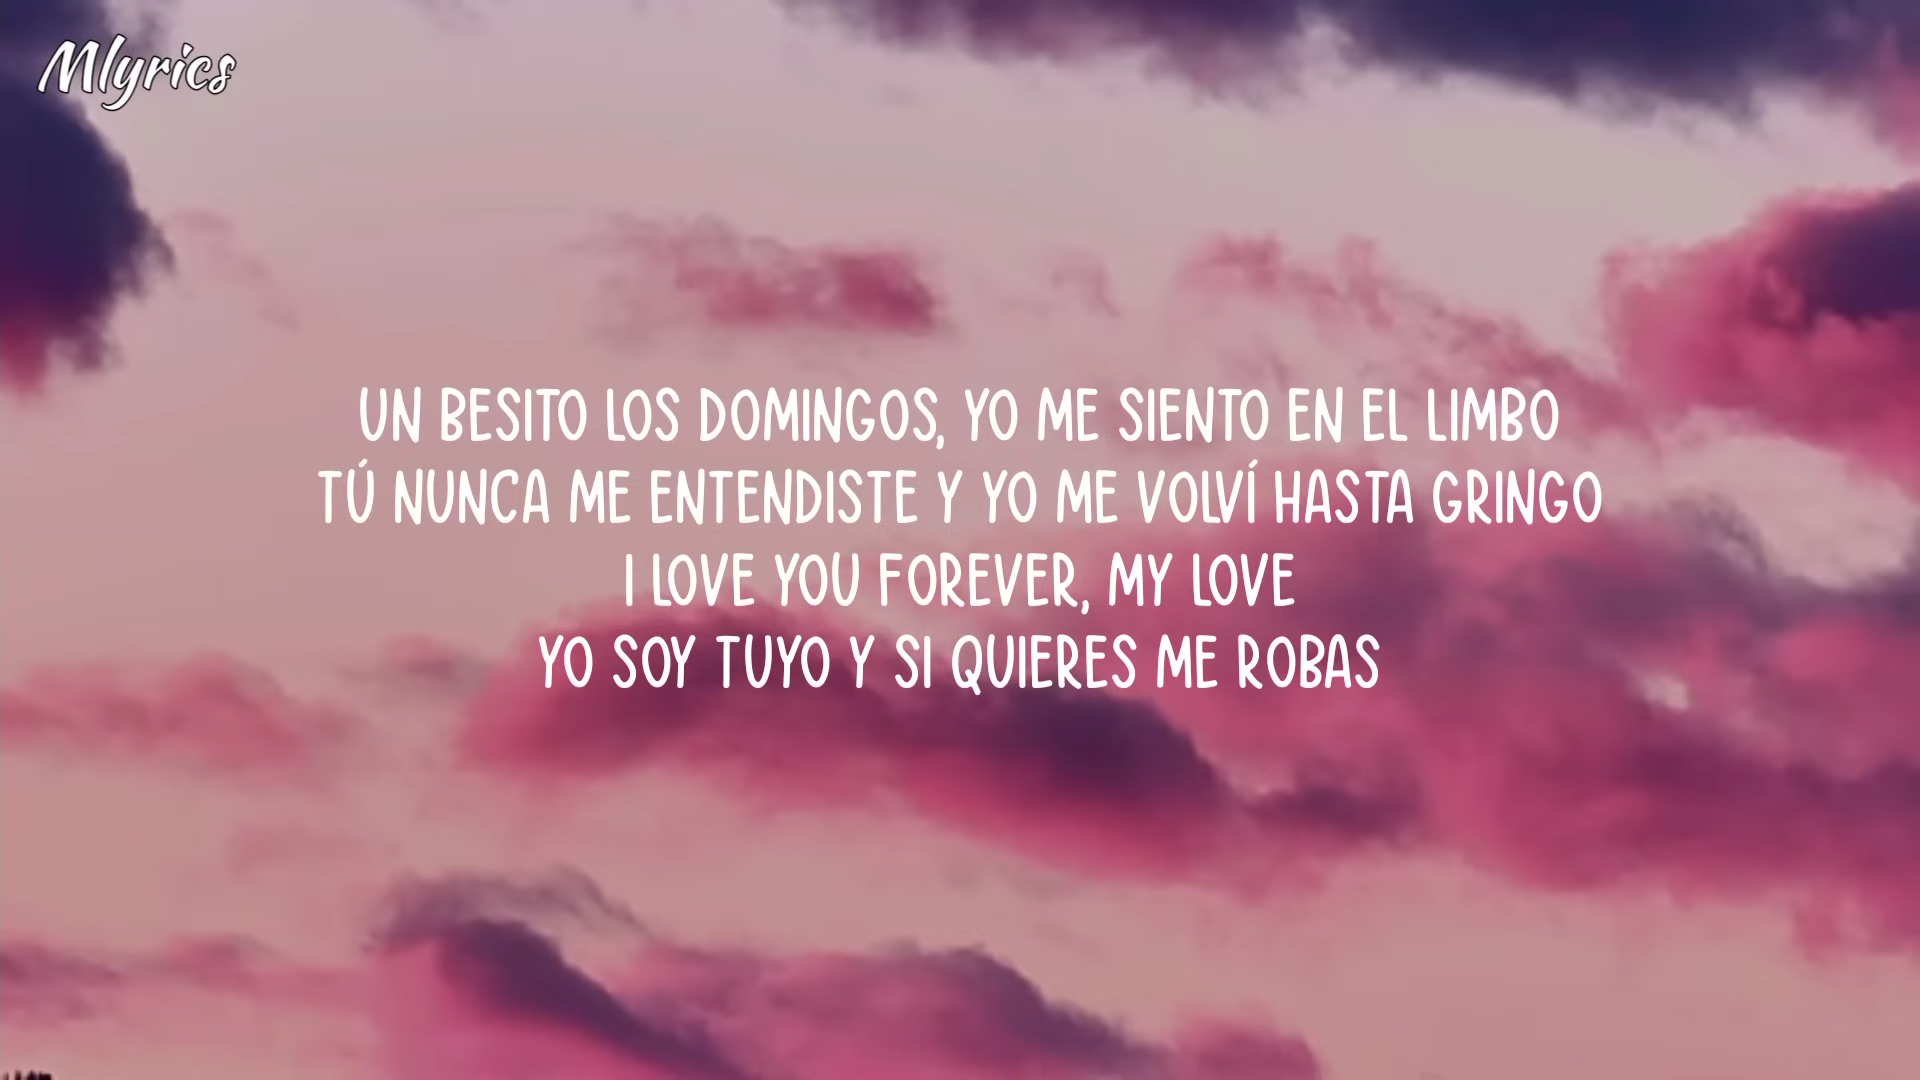 Mlyrics
UN BESITO LOS DOMINGOS, YO ME SIENTO EN EL LIMBO
TÚ NUNCA ME ENTENDISTE Y YO ME VOLVÍ HASTA GRINGO
I LOVE YOU FOREVER, MY LOVE
YO SOY TUYO Y SI QUIERES ME ROBAS